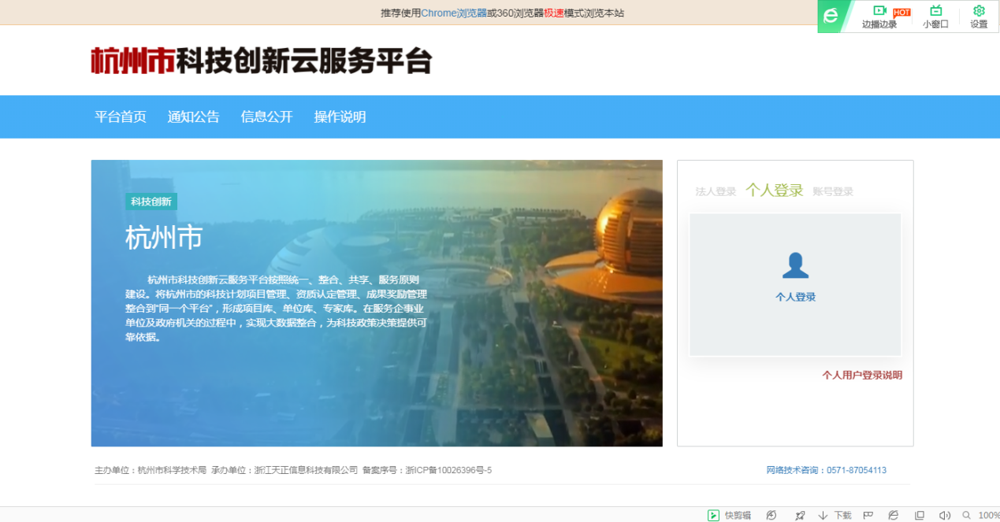 推荐使用Chrome浏览器或360浏览器极速模式浏览本站
边播边录
HOT
小窗口
设置
杭州市科技创新云服务平台
平台首页 通知公告 信息公开 操作说明
科技创新
杭州市
杭州市科技创新云服务平台按照统一、整合、共字、服务原则
建设。将杭州市的科技计划项目管理、资质认定管理、成果奖励管理
整合到“同一个平台”，形成项目库、单位库、专家库。在服务企事业
单位及政府机关的过程中，实现大数据整合，为科技政策决策提供可
靠依据。
法人登录 个人登录 账号登录
个人登录
个人用户登录说明
主办单位：杭州市科学技术局 承办单位：浙江天正信息科技有限公司 备案序号：浙ICP备10026396号-5
网络技术咨询：0571-87054113
快剪辑
下载
100%